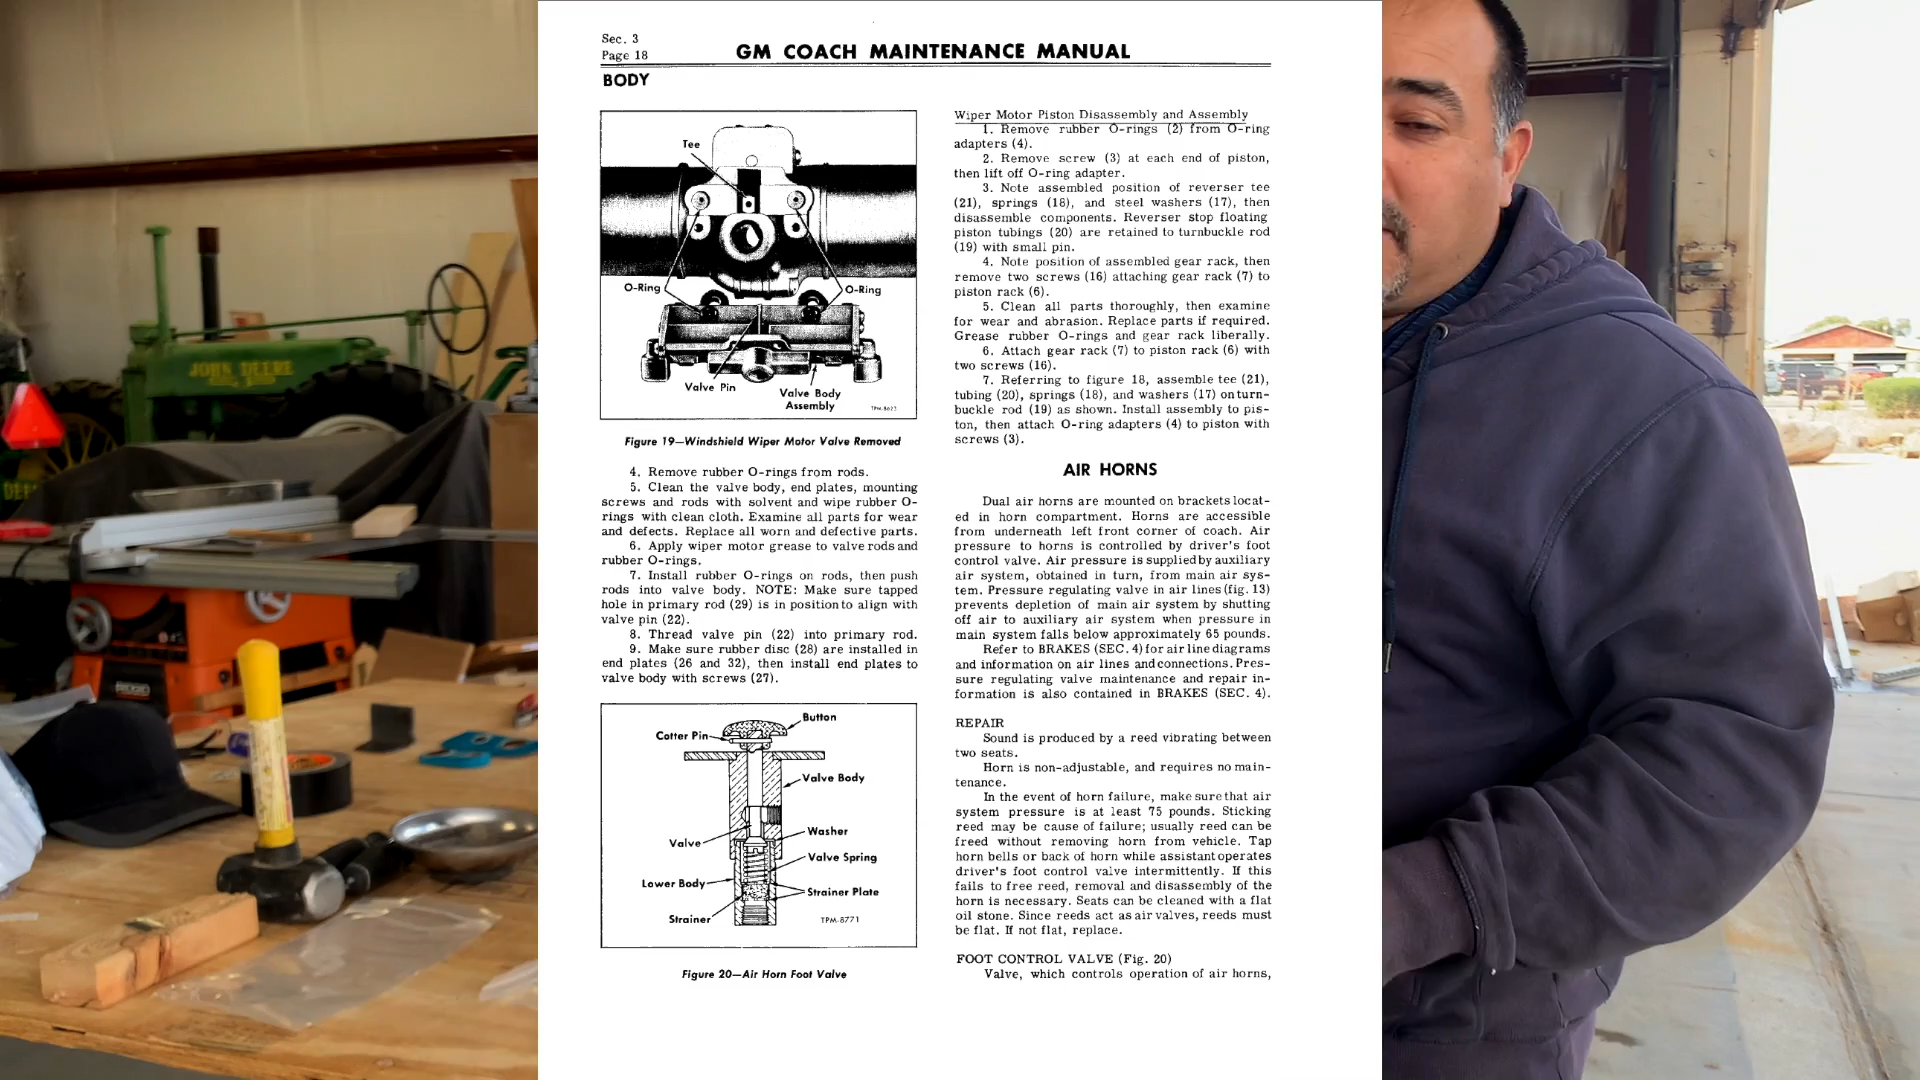 Sec. 3
Page 18
GM COACH MAINTENANCE MANUAL
BODY
Tee
O-Ring
O-Ring
Valve Pin
Valve Body
Assembly
Figure 19—Windshield Wiper Motor Valve Removed
4. Remove rubber O-rings from rods.
5. Clean the valve body, end plates, mounting
screws and rods with solvent and wipe rubber O-
rings with clean cloth. Examine all parts for wear
and defects. Replace all worn and defective parts.
6. Apply wiper motor grease to valve rods and
rubber O-rings.
7. Install rubber O-rings on rods, then push
rods into valve body. NOTE: Make sure tapped
hole in primary rod (29) is in position to align with
valve pin (22).
8. Thread valve pin (22) into primary rod.
9. Make sure rubber disc (28) are installed in
end plates (26 and 32), then install end plates to
valve body with screws (27).
Button
Cotter Pin
Valve Body
Valve
Washer
Valve Spring
Lower Body
Strainer Plate
Strainer
TPM-8771
Figure 20—Air Horn Foot Valve
Wiper Motor Piston Disassembly and Assembly
1. Remove rubber O-rings (2) from O-ring
adapters (4).
2. Remove screw (3) at each end of piston,
then lift off O-ring adapter.
3. Note assembled position of reverser tee
(21), springs (18), and steel washers (17), then
disassemble components. Reverser stop floating
piston tubings (20) are retained to turnbuckle rod
(19) with small pin.
4. Note position of assembled gear rack, then
remove two screws (16) attaching gear rack (7) to
piston rack (6).
5. Clean all parts thoroughly, then examine
for wear and abrasion. Replace parts if required.
Grease rubber O-rings and gear rack liberally.
6. Attach gear rack (7) to piston rack (6) with
two screws (16).
7. Referring to figure 18, assemble tee (21),
tubing (20), springs (18), and washers (17) on turn-
buckle rod (19) as shown. Install assembly to pis-
ton, then attach O-ring adapters (4) to piston with
screws (3).
AIR HORNS
Dual air horns are mounted on brackets locat-
ed in horn compartment. Horns are accessible
from underneath left front corner of coach. Air
pressure to horns is controlled by driver's foot
control valve. Air pressure is supplied by auxiliary
air system, obtained in turn, from main air sys-
tem. Pressure regulating valve in air lines (fig. 13)
prevents depletion of main air system by shutting
off air to auxiliary air system when pressure in
main system falls below approximately 65 pounds.
Refer to BRAKES (SEC. 4) for air line diagrams
and information on air lines and connections. Pres-
sure regulating valve maintenance and repair in-
formation is also contained in BRAKES (SEC. 4).
REPAIR
Sound is produced by a reed vibrating between
two seats.
Horn is non-adjustable, and requires no main-
tenance.
In the event of horn failure, make sure that air
system pressure is at least 75 pounds. Sticking
reed may be cause of failure; usually reed can be
freed without removing horn from vehicle. Tap
horn bells or back of horn while assistant operates
driver's foot control valve intermittently. If this
fails to free reed, removal and disassembly of the
horn is necessary. Seats can be cleaned with a flat
oil stone. Since reeds act as air valves, reeds must
be flat. If not flat, replace.
FOOT CONTROL VALVE (Fig. 20)
Valve, which controls operation of air horns,
JOHN DEERE
RIDGID